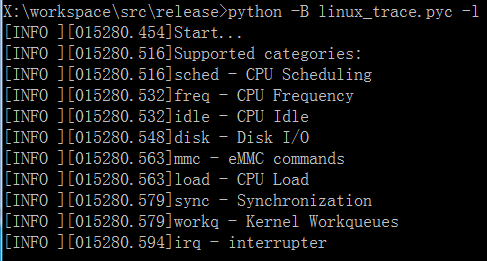 X:\workspace\src\release>python -B linux_trace.pyc -l
[INFO ][015280.454]Start...
[INFO ][015280.516]Supported categories:
[INFO ][015280.516]sched - CPU Scheduling
[INFO ][015280.532]freq - CPU Frequency
[INFO ][015280.532]idle - CPU Idle
[INFO ][015280.548]disk - Disk I/O
[INFO ][015280.563]mmc - eMMC commands
[INFO ][015280.563]load - CPU Load
[INFO ][015280.579]sync - Synchronization
[INFO ][015280.579]workq - Kernel Workqueues
[INFO ][015280.594]irq - interrupter